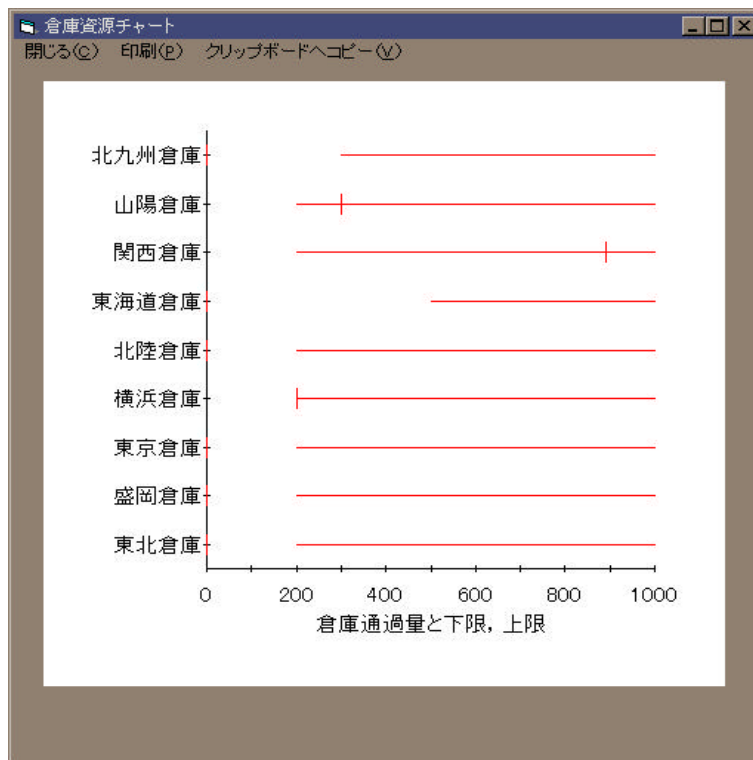 倉庫資源チャート
閉じる(C) 印刷(P) クリップボードへコピー(V)
北九州倉庫
山陽倉庫
関西倉庫
東海道倉庫
北陸倉庫
横浜倉庫
東京倉庫
盛岡倉庫
東北倉庫
0 200 400 600 800 1000
倉庫通過量と下限, 上限